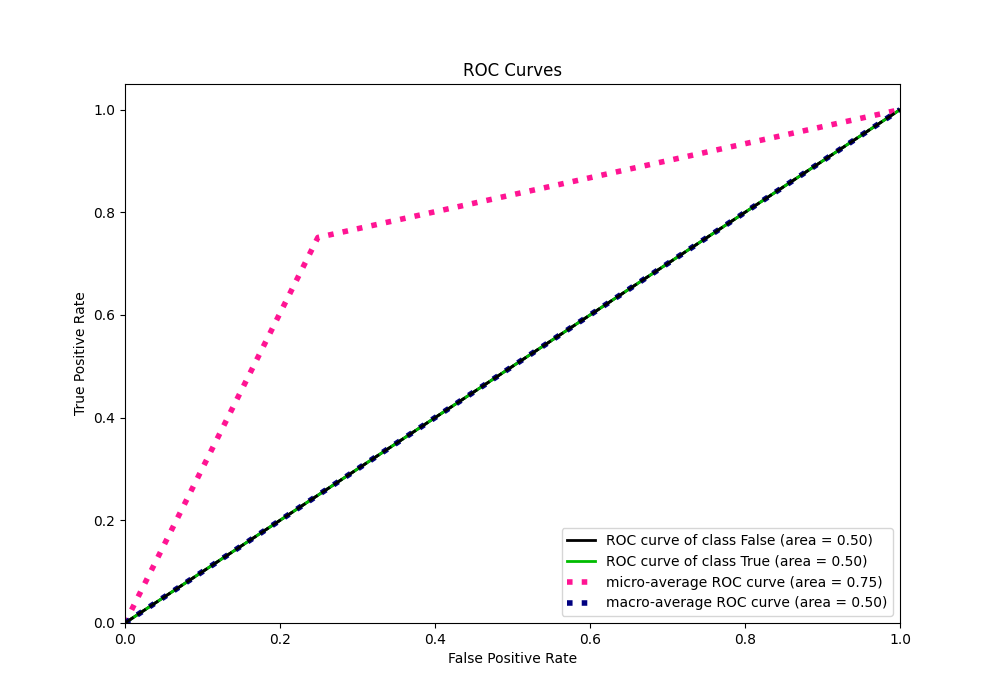 ROC Curves
1.0
0.8
0.6
0.4
0.2
0.0
True Positive Rate
0.0 0.2 0.4 0.6 0.8 1.0
False Positive Rate
ROC curve of class False (area = 0.50)
ROC curve of class True (area = 0.50)
micro-average ROC curve (area = 0.75)
macro-average ROC curve (area = 0.50)